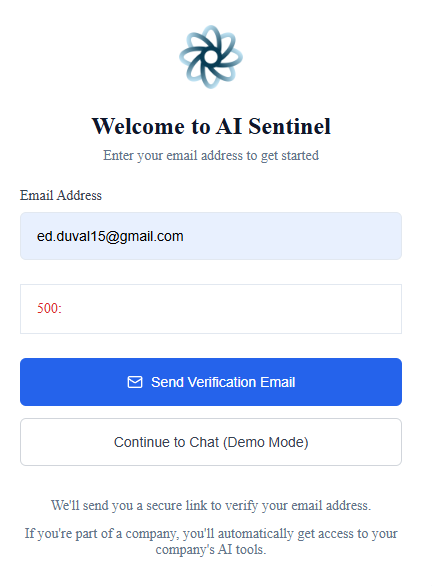 Welcome to AI Sentinel
Enter your email address to get started
Email Address
ed.duval15@gmail.com
500:
Send Verification Email
Continue to Chat (Demo Mode)
We'll send you a secure link to verify your email address.
If you're part of a company, you'll automatically get access to your
company's AI tools.